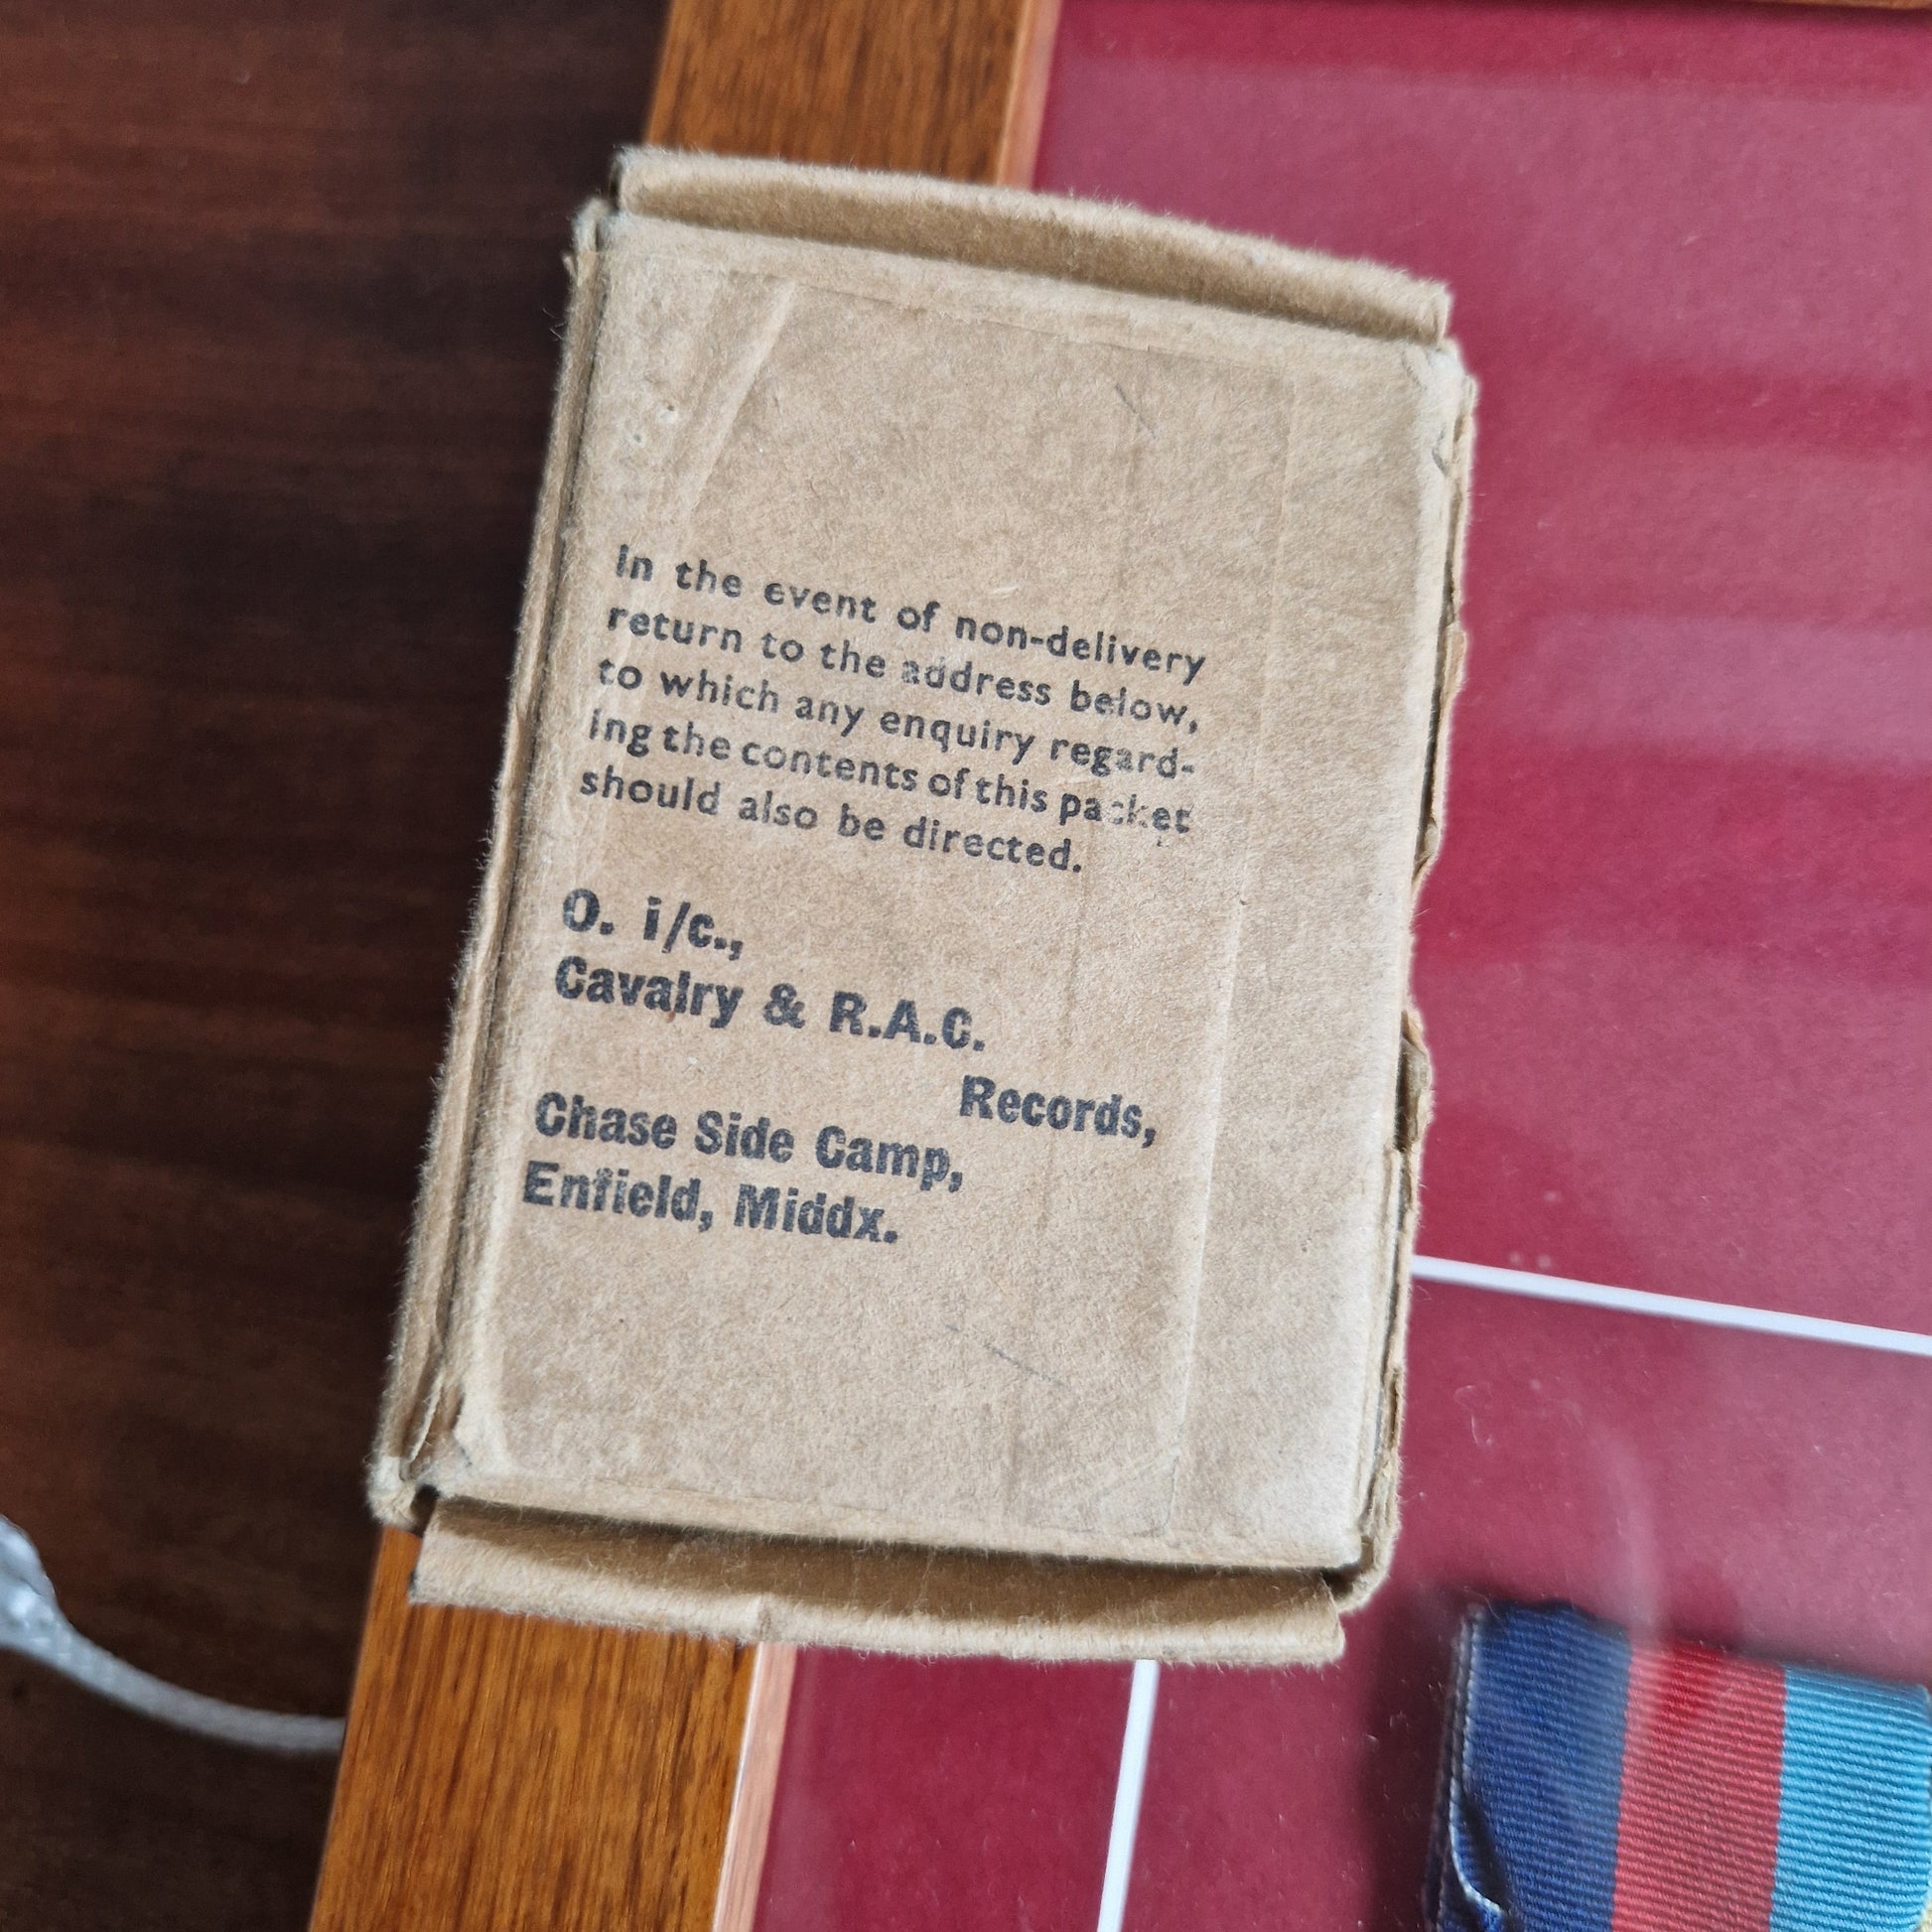 In the event of non-delivery
return to the address below,
to which any enquiry regard-
ing the contents of this packet
should also be directed.
O. i/c.,
Cavalry & R.A.C.
Records,
Chase Side Camp,
Enfield, Middx.